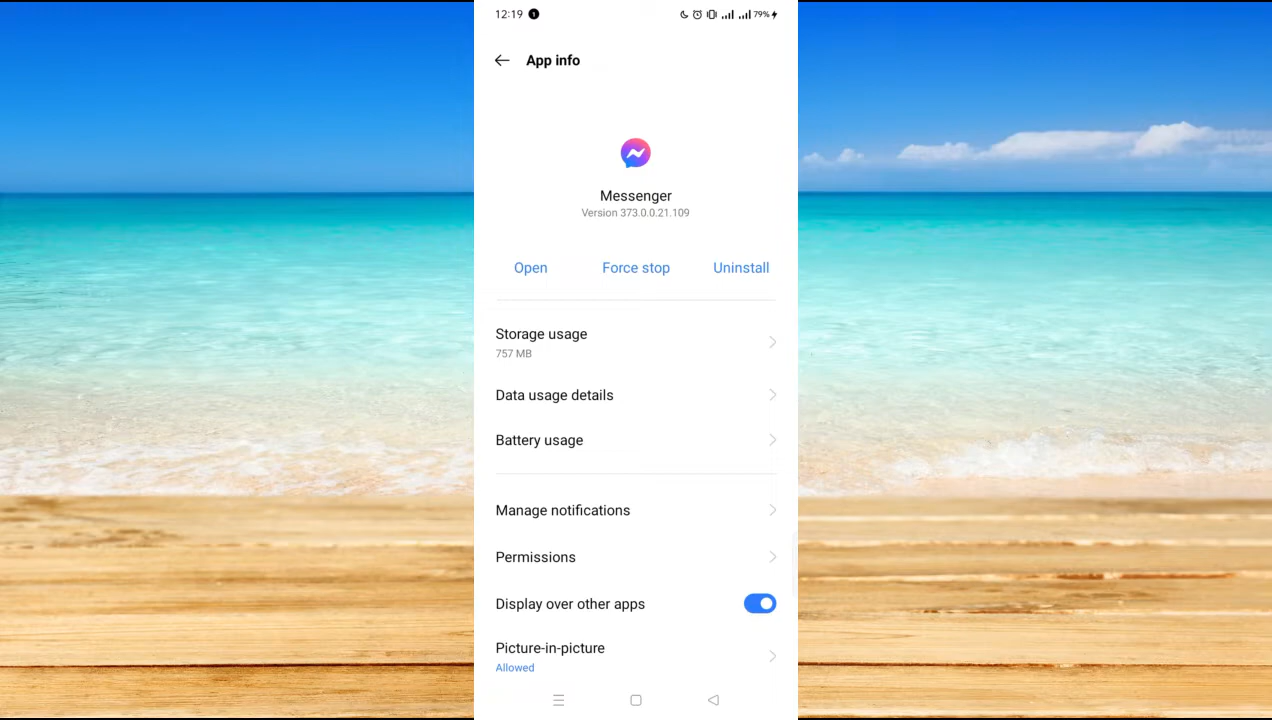 12:19 1 79%
App info
Messenger
Version 373.0.0.21.109
Open Force stop Uninstall
Storage usage
757 MB
Data usage details
Battery usage
Manage notifications
Permissions
Display over other apps
Picture-in-picture
Allowed